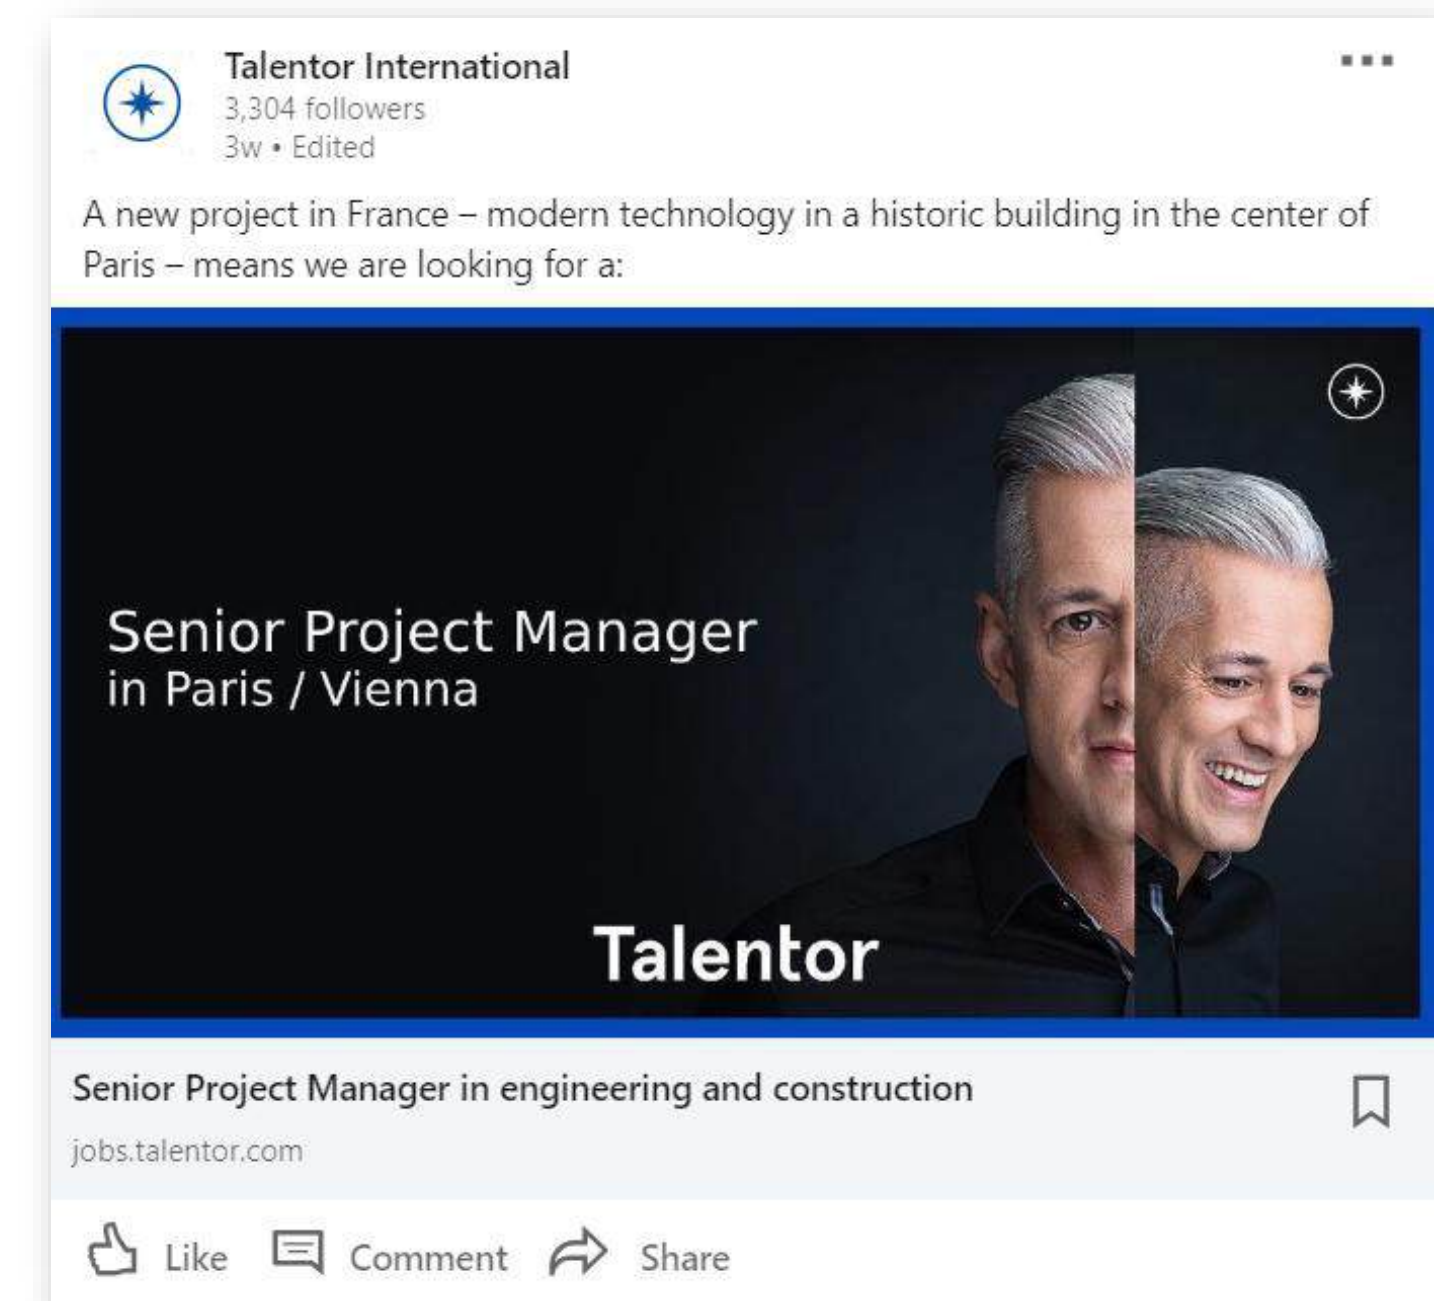 Talentor International
3,304 followers
3w • Edited
A new project in France – modern technology in a historic building in the center of
Paris – means we are looking for a:
Senior Project Manager
in Paris / Vienna
Talentor
Senior Project Manager in engineering and construction
jobs.talentor.com
Like Comment Share